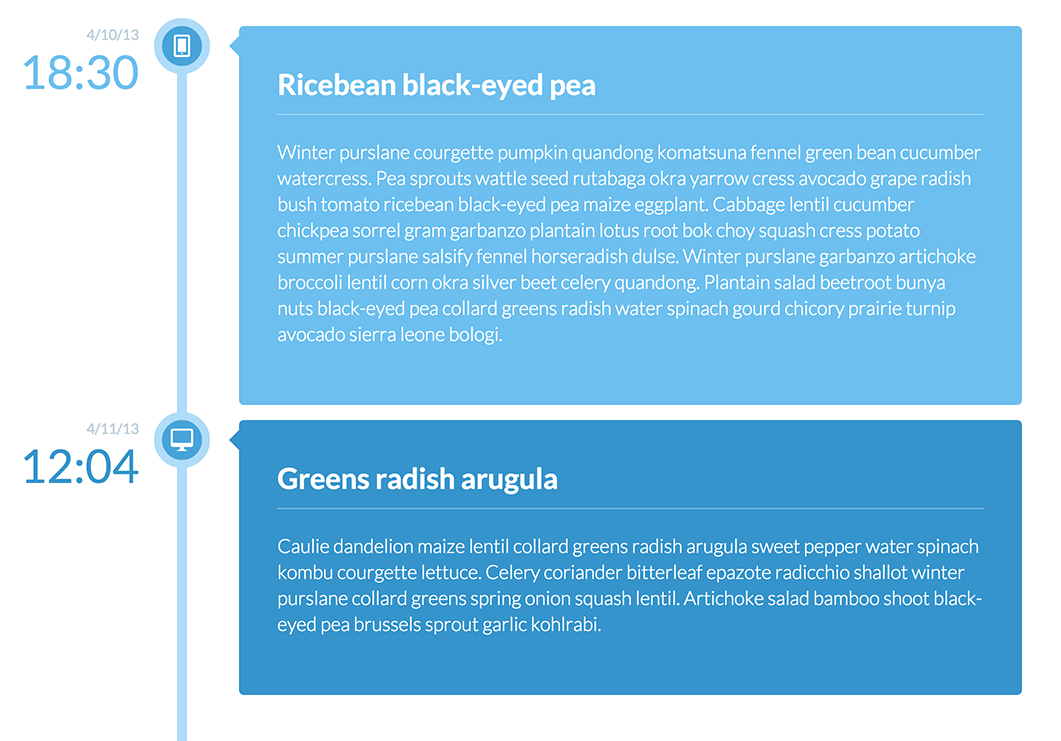 4/10/13
18:30
Ricebean black-eyed pea
Winter purslane courgette pumpkin quandong komatsuna fennel green bean cucumber
watercress. Pea sprouts wattle seed rutabaga okra yarrow cress avocado grape radish
bush tomato ricebean black-eyed pea maize eggplant. Cabbage lentil cucumber
chickpea sorrel gram garbanzo plantain lotus root bok choy squash cress potato
summer purslane salsify fennel horseradish dulse. Winter purslane garbanzo artichoke
broccoli lentil corn okra silver beet celery quandong. Plantain salad beetroot bunya
nuts black-eyed pea collard greens radish water spinach gourd chicory prairie turnip
avocado sierra leone bologi.
4/11/13
12:04
Greens radish arugula
Caulie dandelion maize lentil collard greens radish arugula sweet pepper water spinach
kombu courgette lettuce. Celery coriander bitterleaf epazote radicchio shallot winter
purslane collard greens spring onion squash lentil. Artichoke salad bamboo shoot black-
eyed pea brussels sprout garlic kohlrabi.